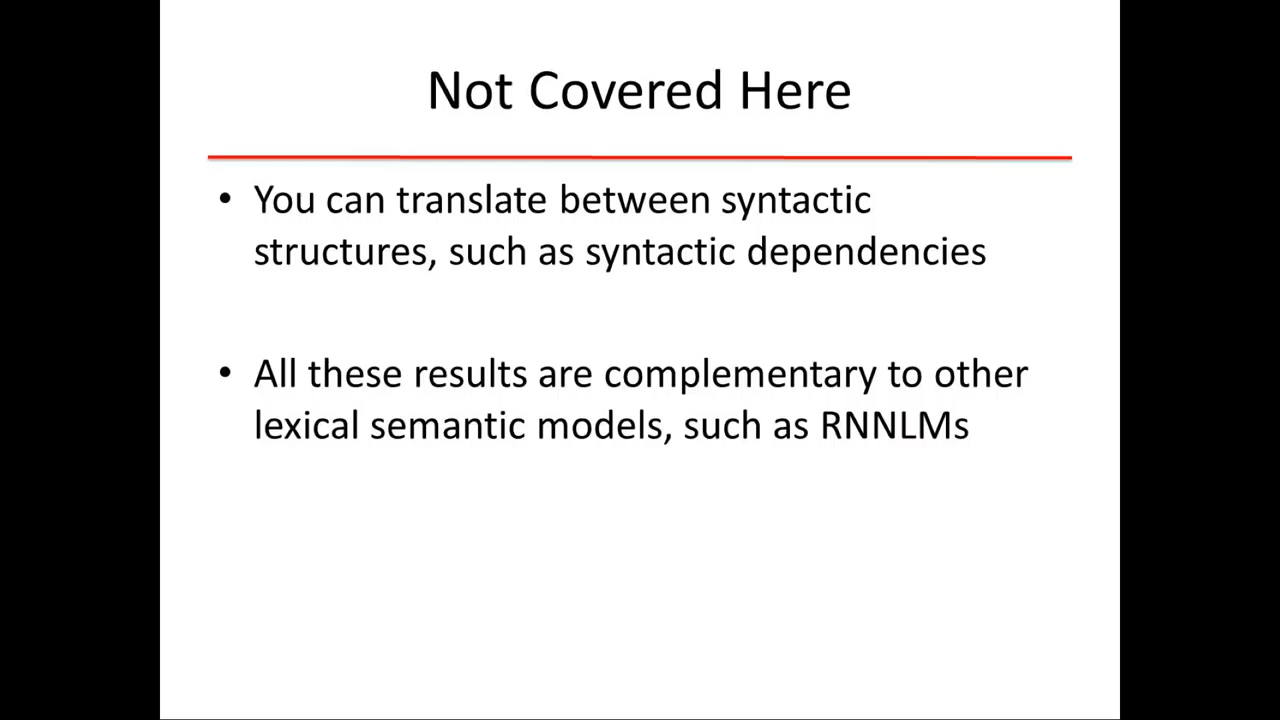 Not Covered Here
• You can translate between syntactic
structures, such as syntactic dependencies
• All these results are complementary to other
lexical semantic models, such as RNNLMs